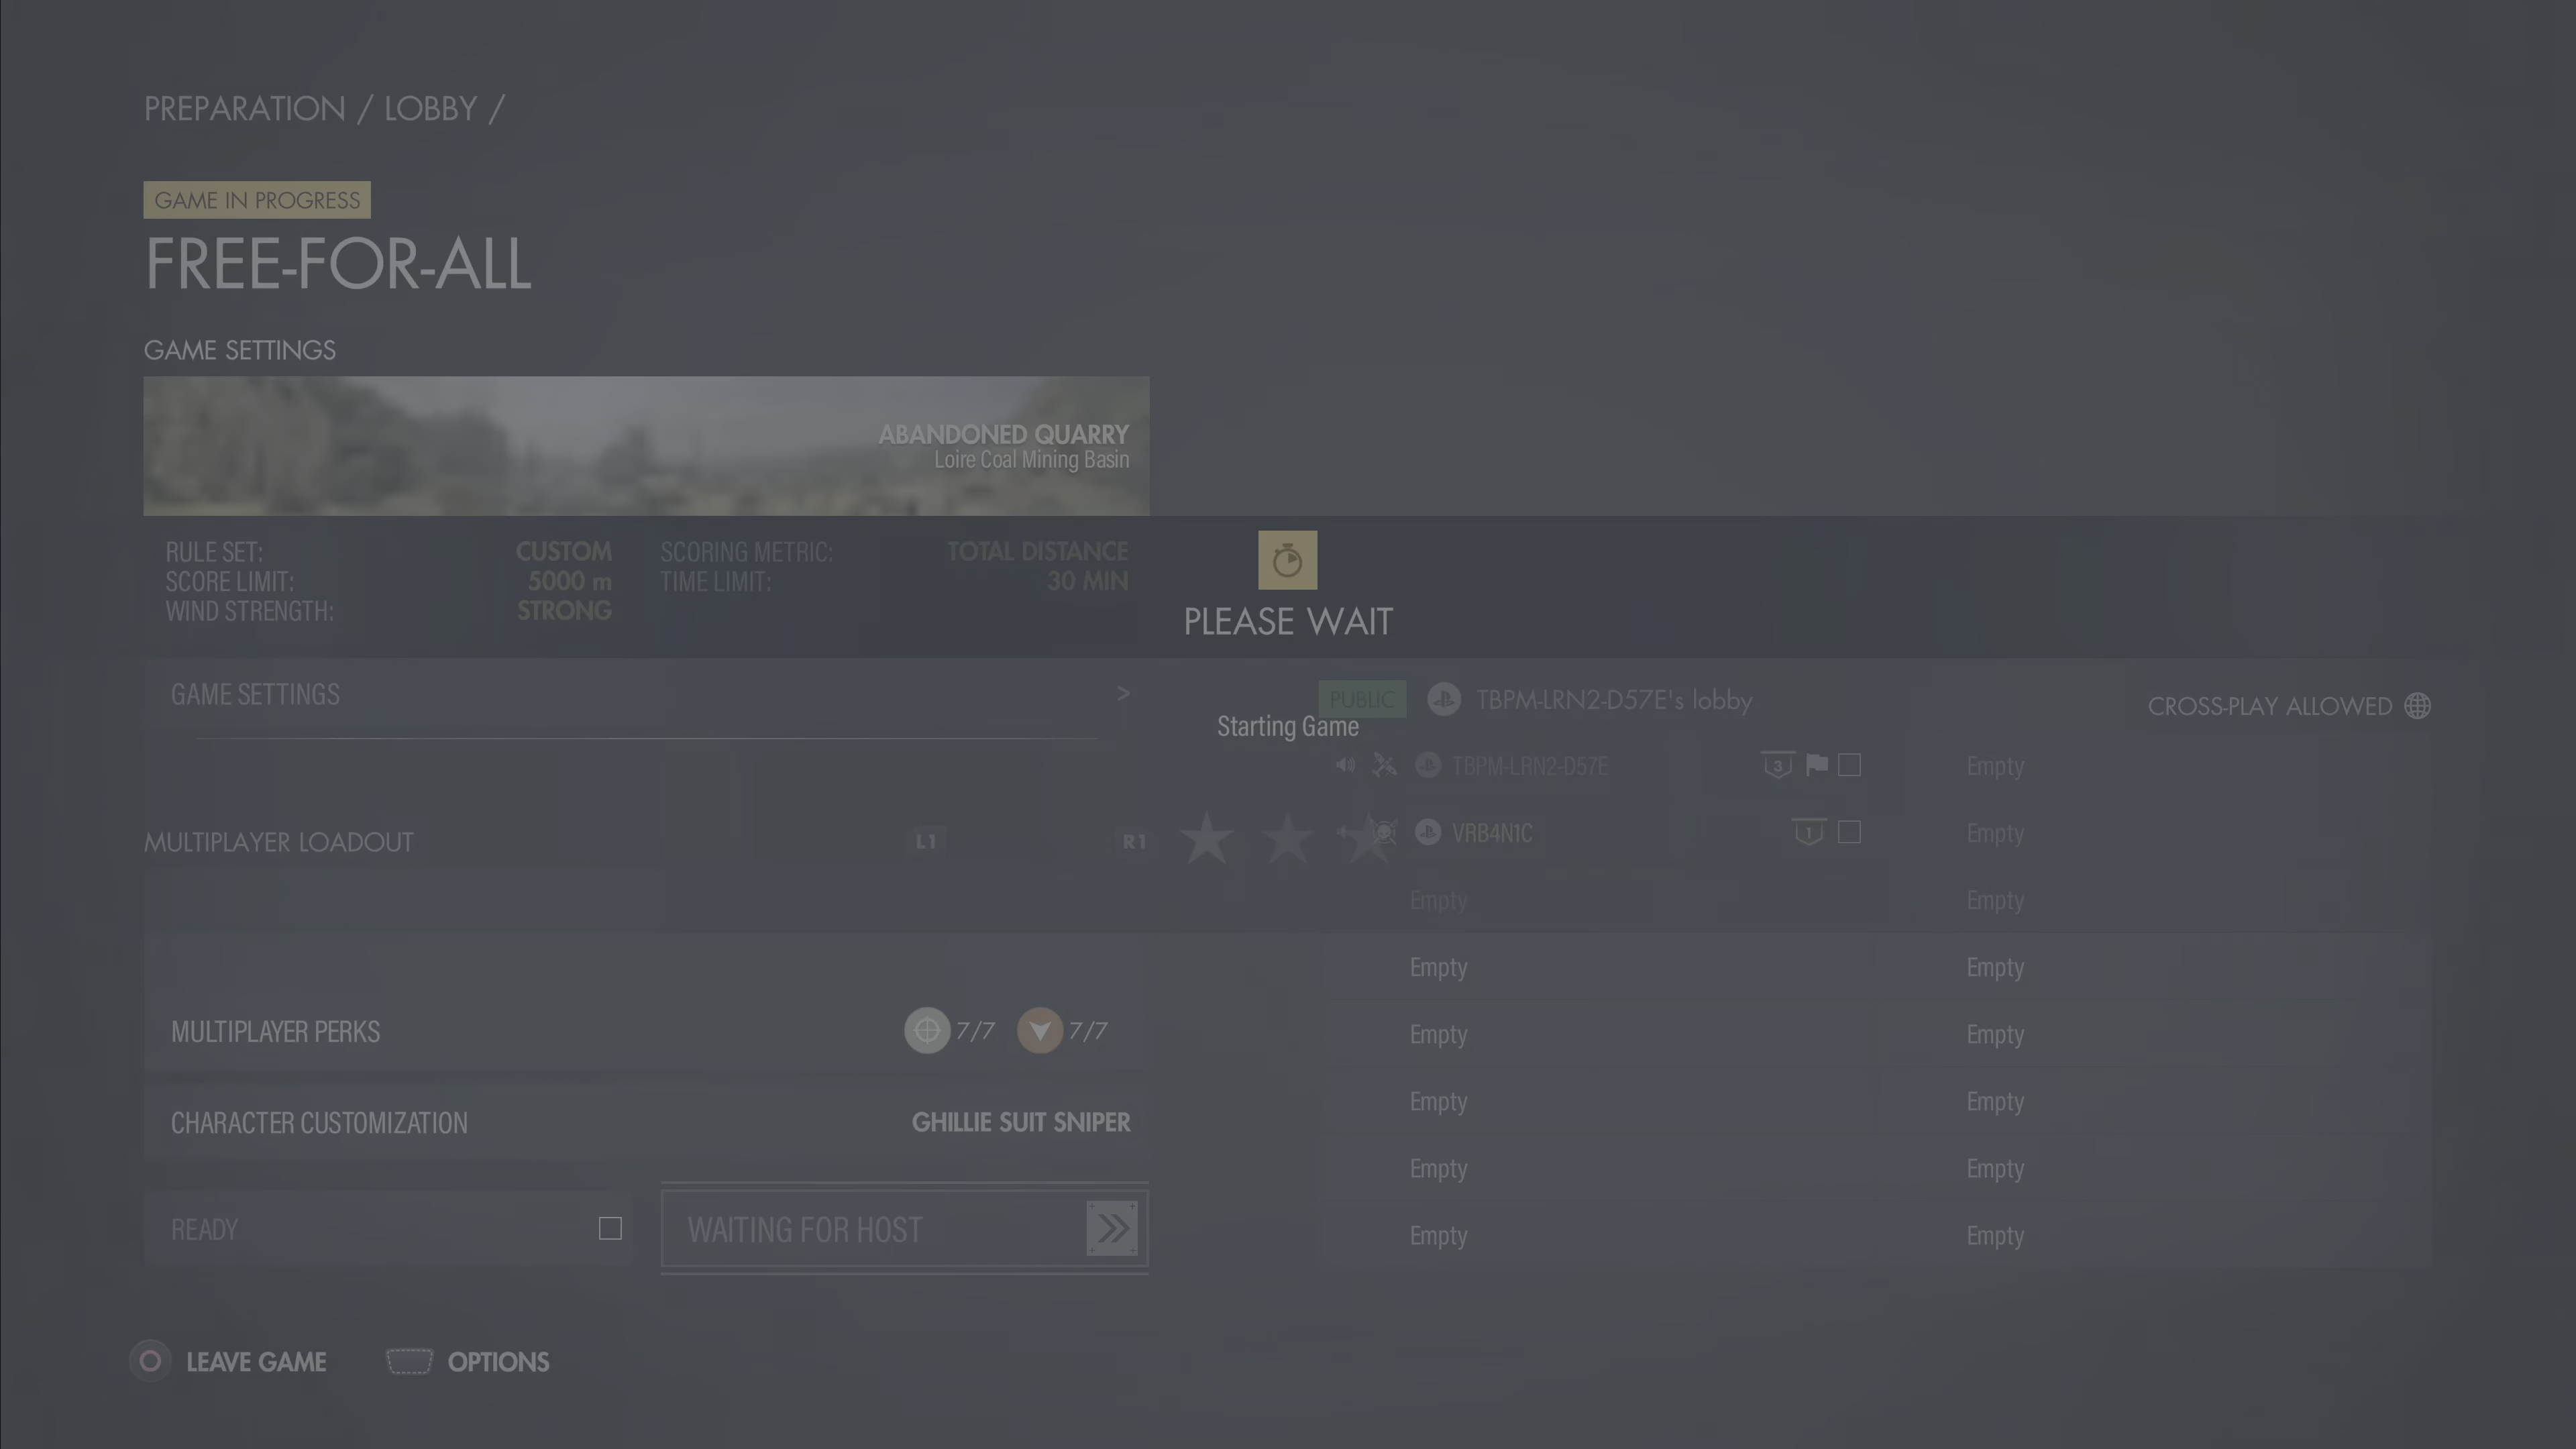 PREPARATION / LOBBY /
GAME IN PROGRESS
FREE-FOR-ALL
GAME SETTINGS
ABANDONED QUARRY
Loire Coal Mining Basin
RULE SET: CUSTOM SCORING METRIC: TOTAL DISTANCE
SCORE LIMIT: 5000 m TIME LIMIT: 30 MIN
WIND STRENGTH: STRONG
PLEASE WAIT
GAME SETTINGS >
PUBLIC TBPM-LRN2-D57E's lobby CROSS-PLAY ALLOWED
Starting Game
3 TBPM-LRN2-D57E Empty
MULTIPLAYER LOADOUT L1 R1
VRB4N1C 1 Empty
Empty Empty
Empty Empty
MULTIPLAYER PERKS 7/7 7/7
Empty Empty
CHARACTER CUSTOMIZATION GHILLIE SUIT SNIPER
Empty Empty
Empty Empty
READY WAITING FOR HOST
Empty Empty
LEAVE GAME OPTIONS